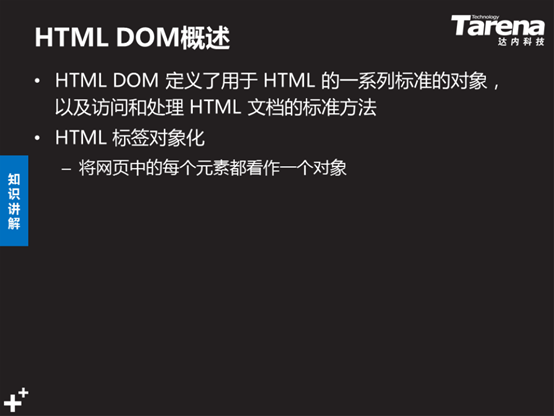 HTML DOM概述
Technology
Tarena
达内科技
• HTML DOM 定义了用于 HTML 的一系列标准的对象，
以及访问和处理 HTML 文档的标准方法
• HTML 标签对象化
– 将网页中的每个元素都看作一个对象
知
识
讲
解